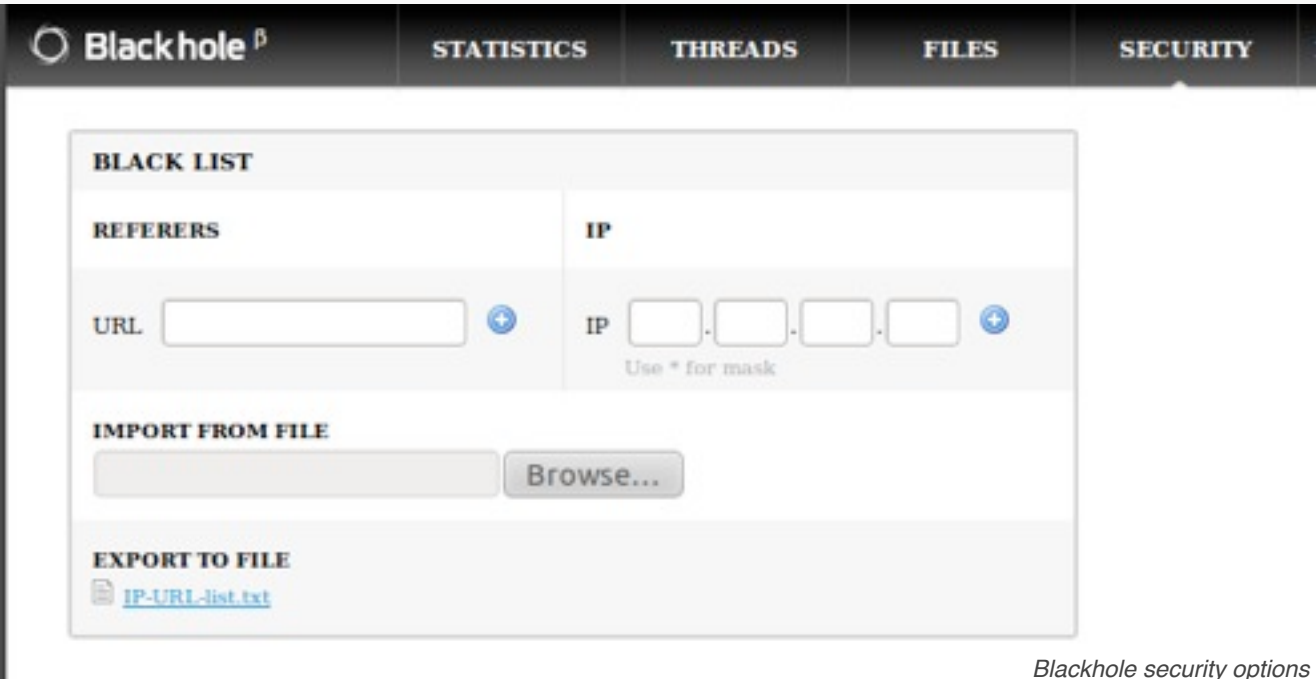 Blackhole β
STATISTICS
THREADS
FILES
SECURITY
BLACK LIST
REFERERS
IP
URL
IP . . .
Use * for mask
IMPORT FROM FILE
Browse...
EXPORT TO FILE
IP-URL-list.txt
Blackhole security options